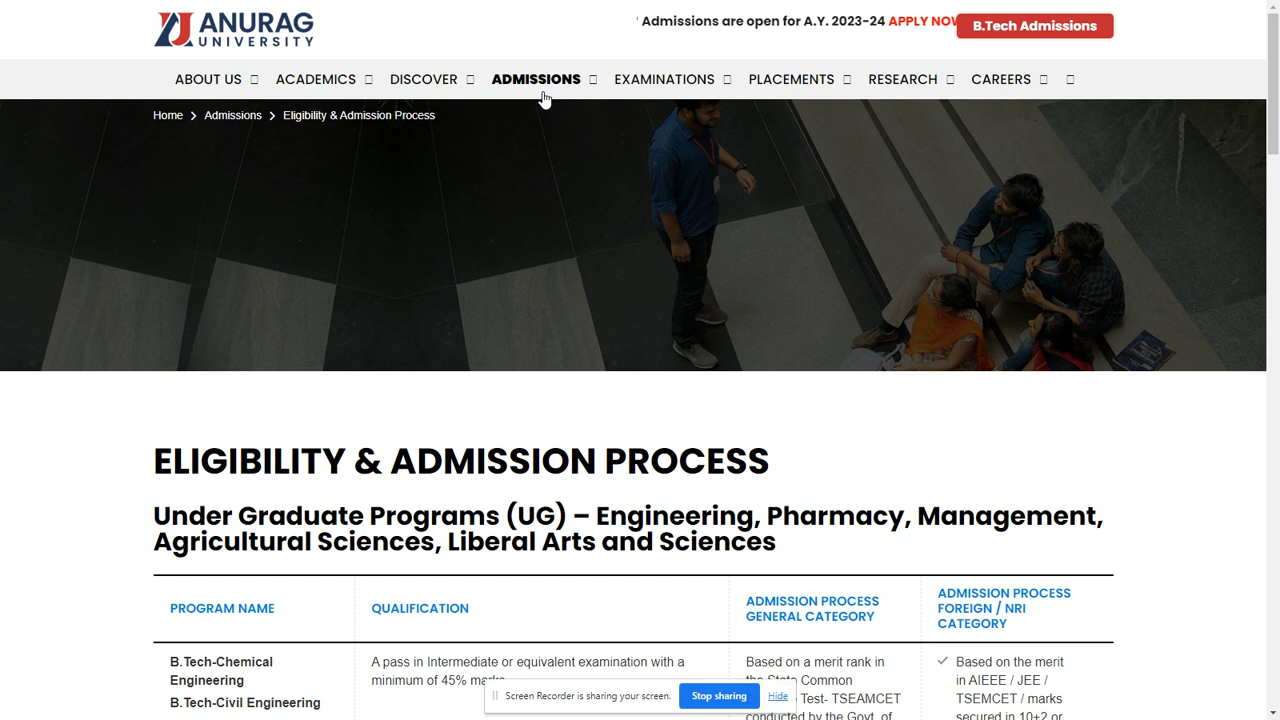 ANURAG
UNIVERSITY
Admissions are open for A.Y. 2023-24 APPLY NOW
B.Tech Admissions
ABOUT US ACADEMICS DISCOVER ADMISSIONS EXAMINATIONS PLACEMENTS RESEARCH CAREERS
Home > Admissions > Eligibility & Admission Process
ELIGIBILITY & ADMISSION PROCESS
Under Graduate Programs (UG) – Engineering, Pharmacy, Management,
Agricultural Sciences, Liberal Arts and Sciences
PROGRAM NAME
QUALIFICATION
ADMISSION PROCESS
GENERAL CATEGORY
ADMISSION PROCESS
FOREIGN / NRI
CATEGORY
B.Tech-Chemical
Engineering
B.Tech-Civil Engineering
A pass in Intermediate or equivalent examination with a
minimum of 45% marks
Based on a merit rank in
the State Common
Test- TSEAMCET
conducted by the Govt. of
Based on the merit
in AIEEE / JEE /
TSEMCET / marks
secured in 10+2 or
Screen Recorder is sharing your screen.
Stop sharing
Hide